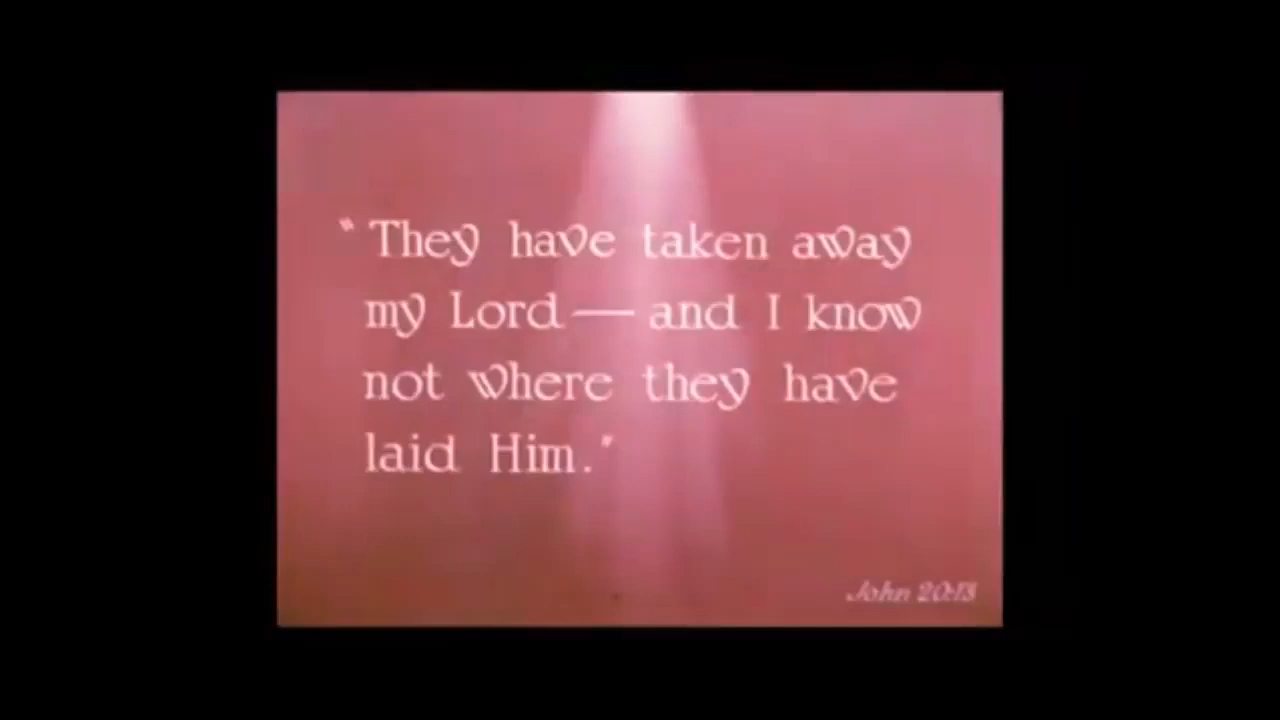 "They have taken away
my Lord — and I know
not where they have
laid Him."
John 20:13